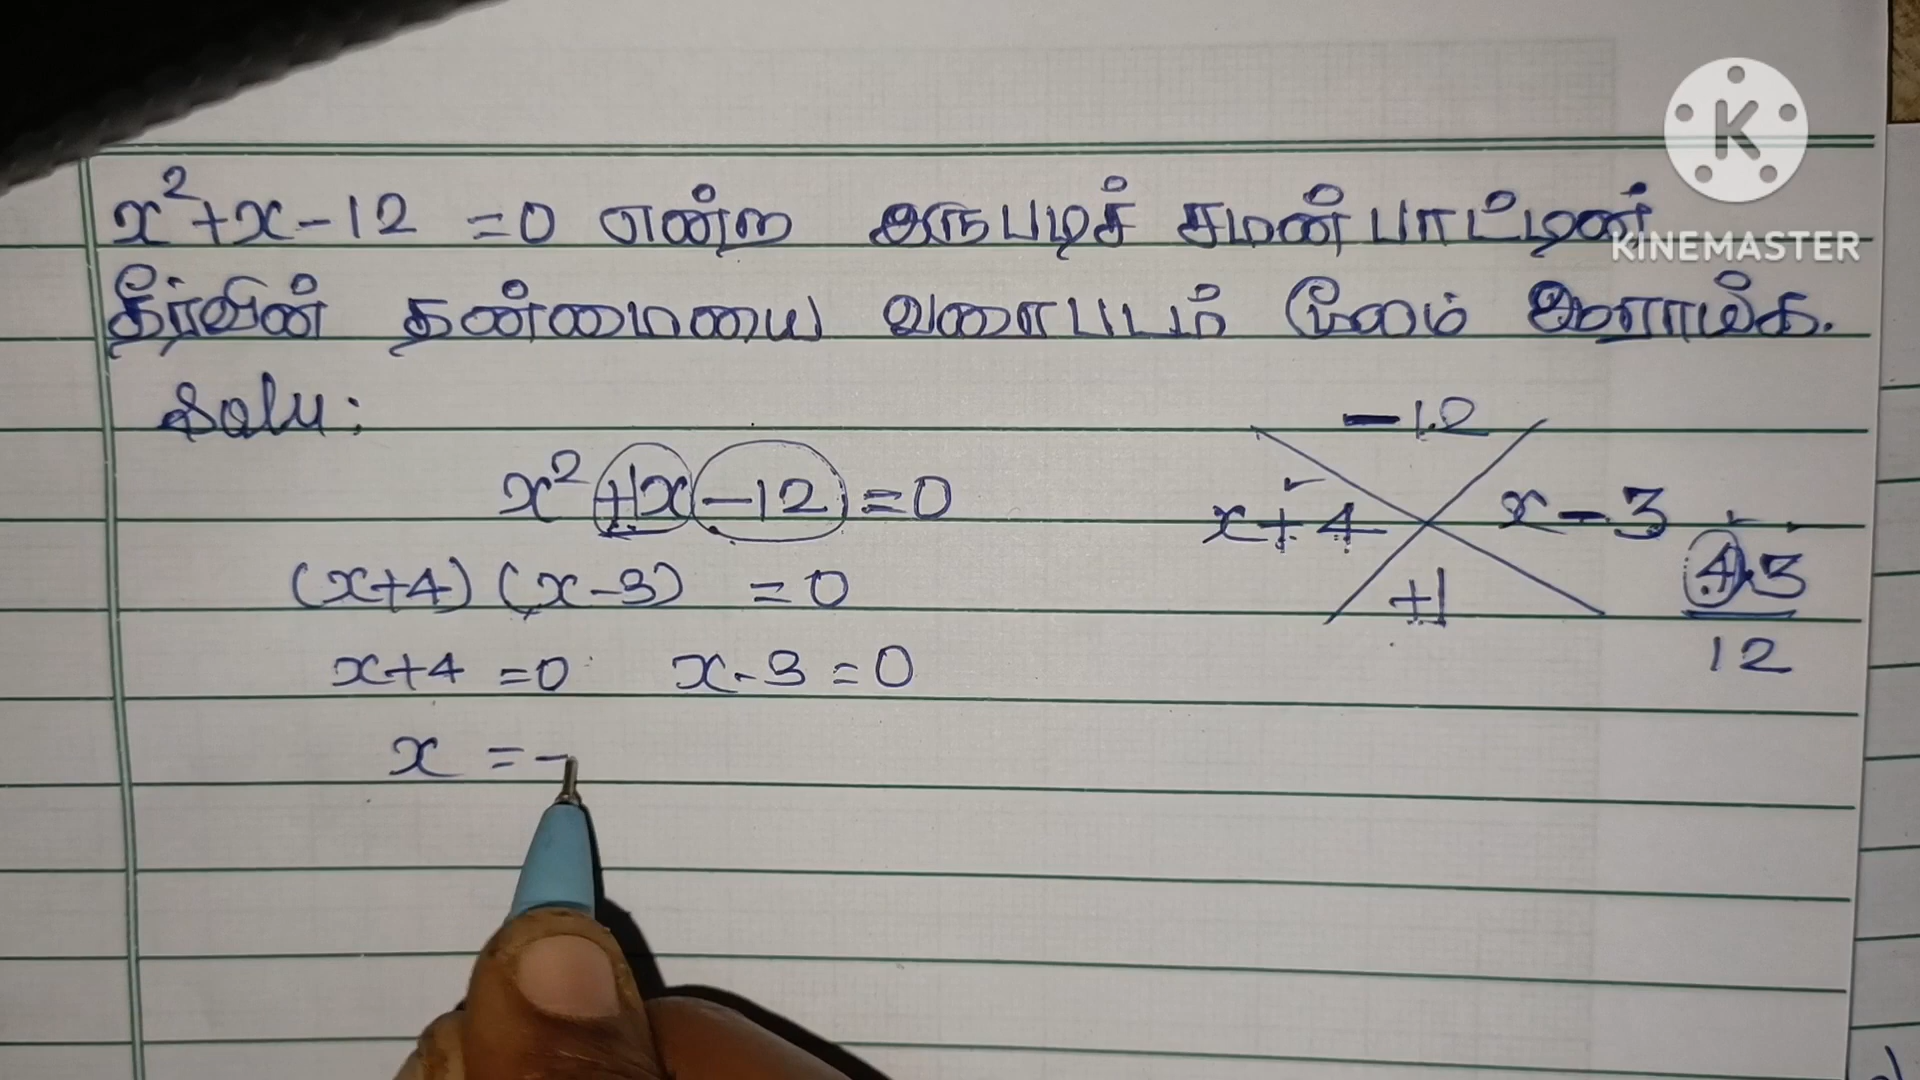 x²+x-12 =0 என்ற இருபடிச் சமன்பாட்டின்
தீர்வின் தன்மையை வரைபடம் மூலம் ஆராய்க.
Solu:
x²+1x-12=0
(x+4)(x-3) =0
x+4 =0 x-3=0
x =-
-12
x+4 x-3
+1
4.3
12
K
KINEMASTER